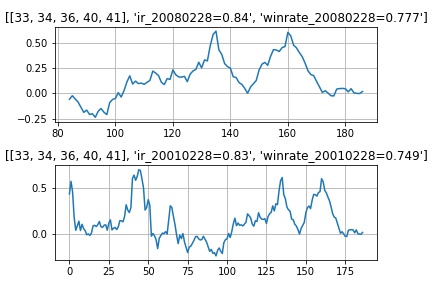 [[33, 34, 36, 40, 41], 'ir_20080228=0.84', 'winrate_20080228=0.777']
0.50
0.25
0.00
−0.25
80 100 120 140 160 180
[[33, 34, 36, 40, 41], 'ir_20010228=0.83', 'winrate_20010228=0.749']
0.5
0.0
0 25 50 75 100 125 150 175